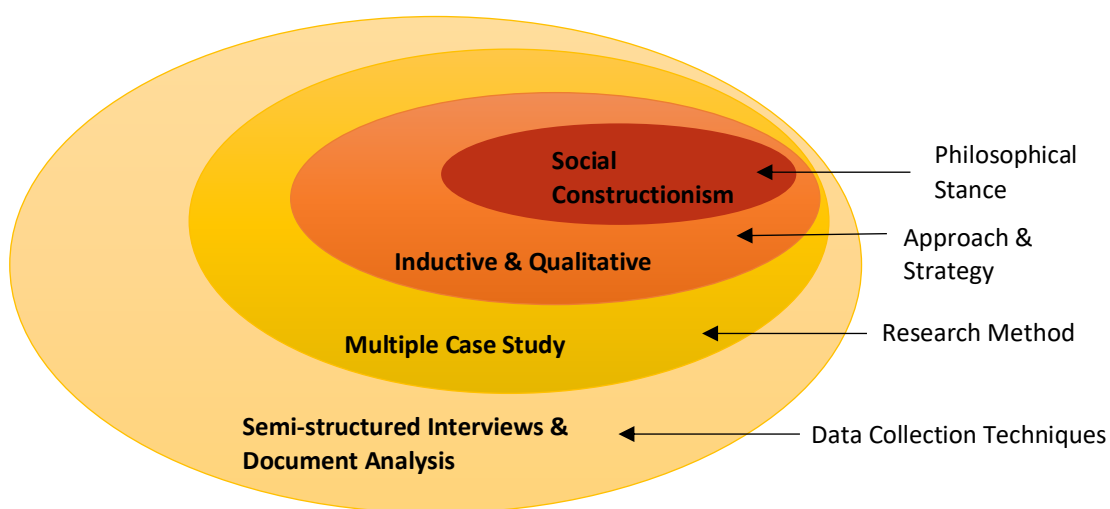 Social
Constructionism
Philosophical
Stance
Inductive & Qualitative
Approach &
Strategy
Multiple Case Study
Research Method
Semi-structured Interviews &
Document Analysis
Data Collection Techniques